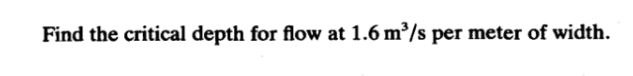 Find the critical depth for flow at 1.6 m³/s per meter of width.